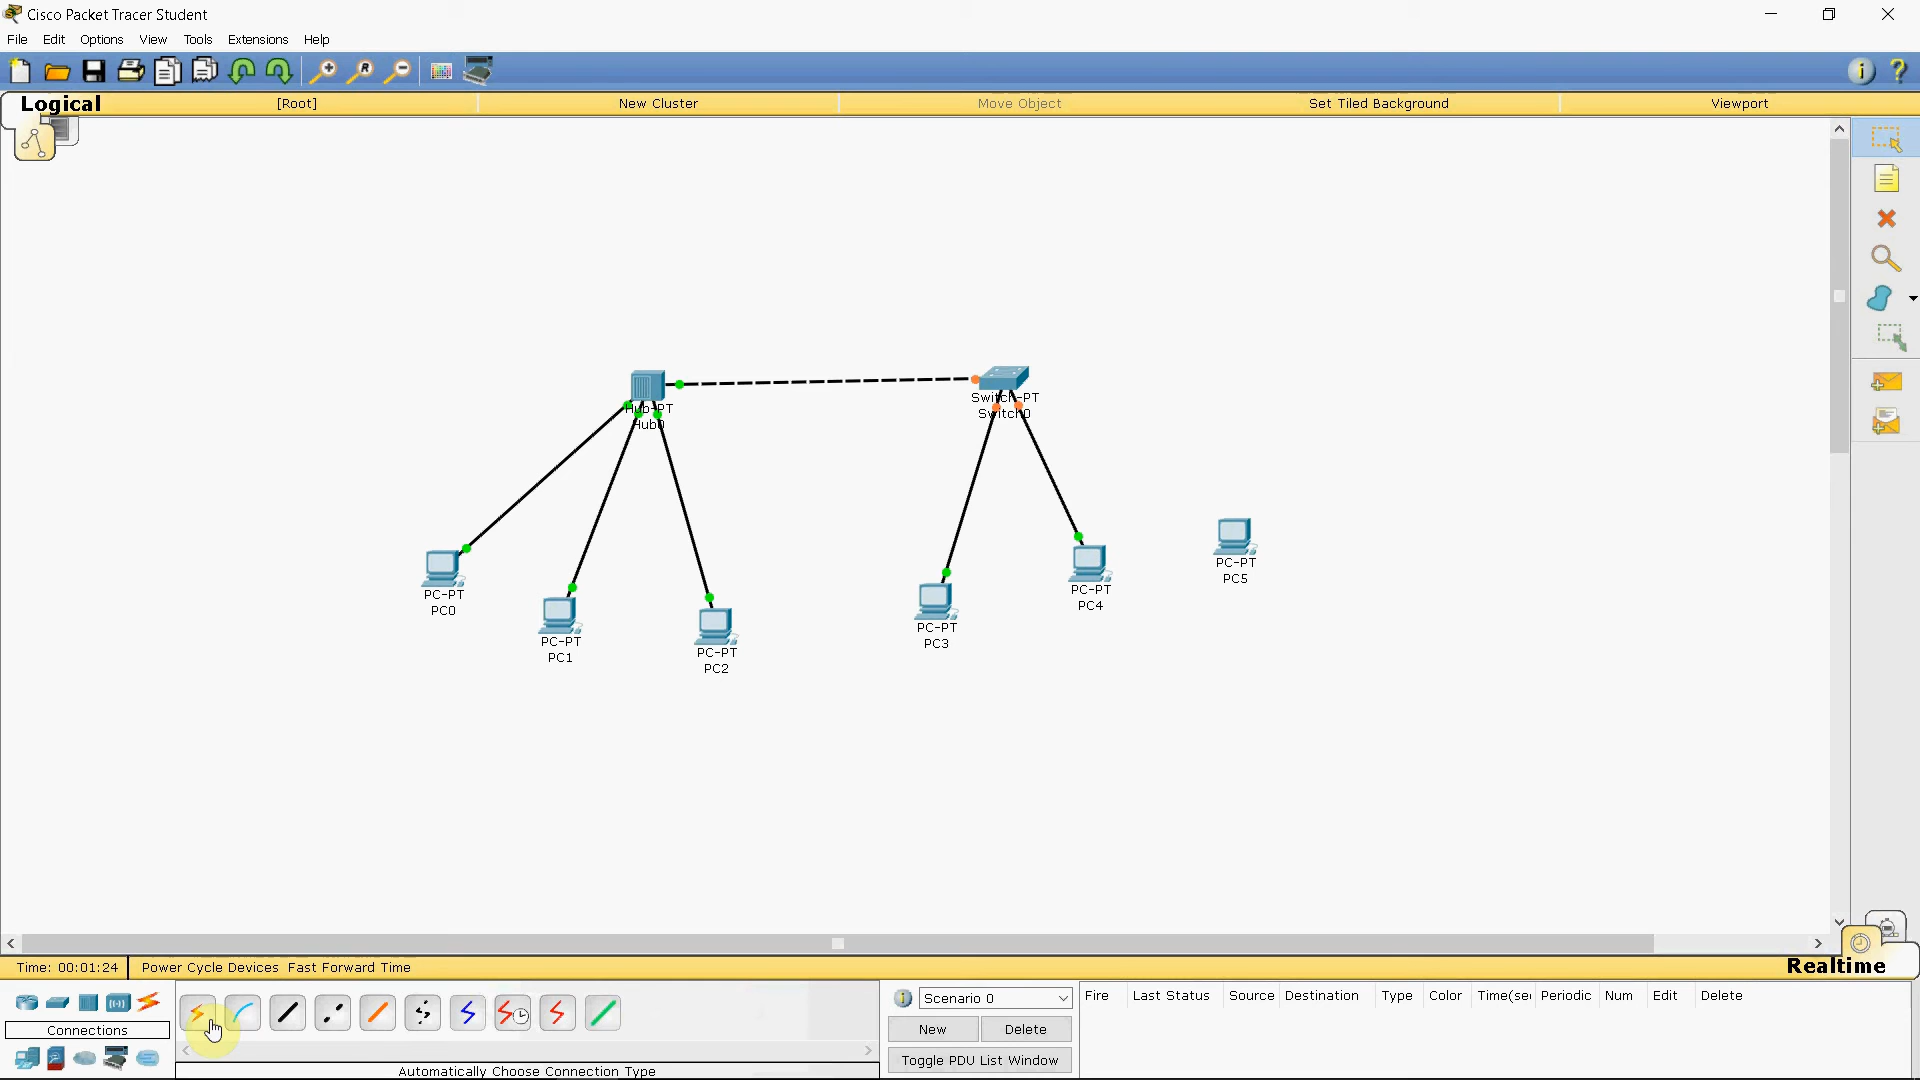 Cisco Packet Tracer Student
File Edit Options View Tools Extensions Help
Logical [Root] New Cluster Move Object Set Tiled Background Viewport
Hub-PT
Hub0
Switch-PT
Switch0
PC-PT
PC0
PC-PT
PC1
PC-PT
PC2
PC-PT
PC3
PC-PT
PC4
PC-PT
PC5
Time: 00:01:24 Power Cycle Devices Fast Forward Time
Realtime
Connections
Automatically Choose Connection Type
Scenario 0
New Delete
Toggle PDU List Window
Fire Last Status Source Destination Type Color Time(se Periodic Num Edit Delete